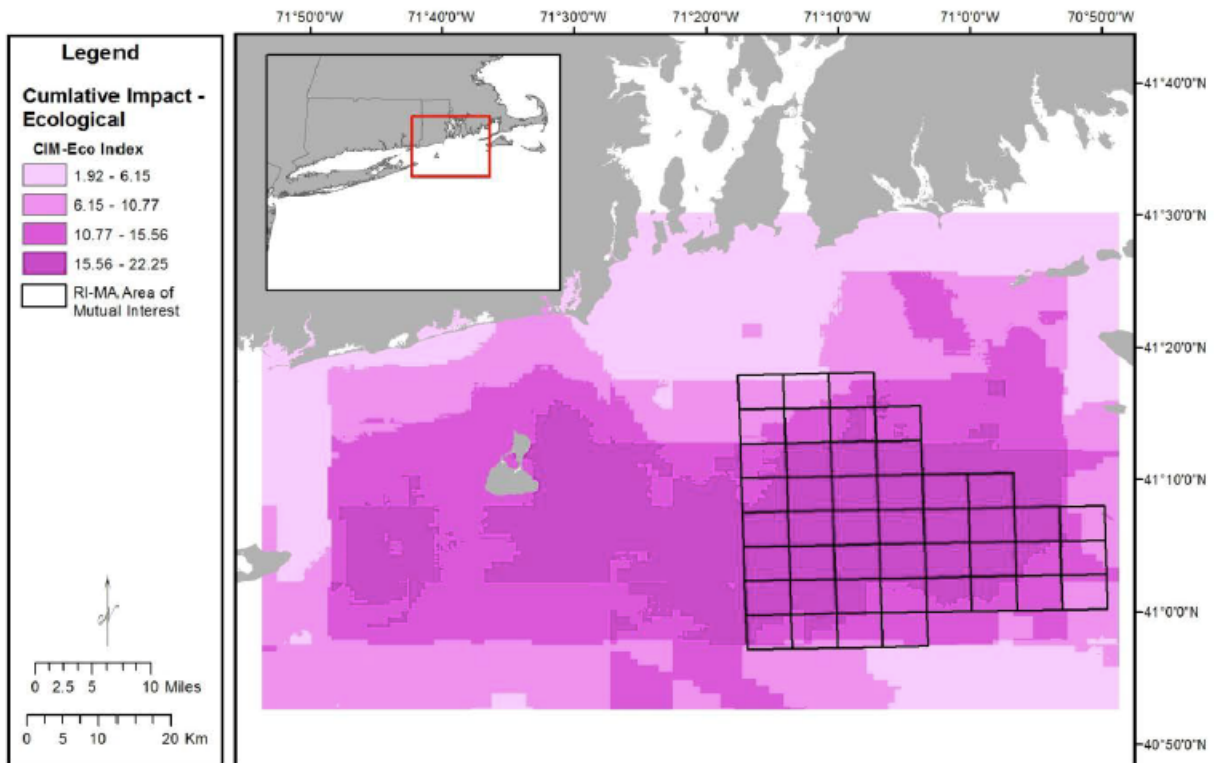 Legend
Cumlative Impact -
Ecological
CIM-Eco Index
1.92 - 6.15
6.15 - 10.77
10.77 - 15.56
15.56 - 22.25
RI-MA Area of
Mutual Interest
0 2.5 5 10 Miles
0 5 10 20 Km
71°50'0"W 71°40'0"W 71°30'0"W 71°20'0"W 71°10'0"W 71°0'0"W 70°50'0"W
41°40'0"N
41°30'0"N
41°20'0"N
41°10'0"N
41°0'0"N
40°50'0"N